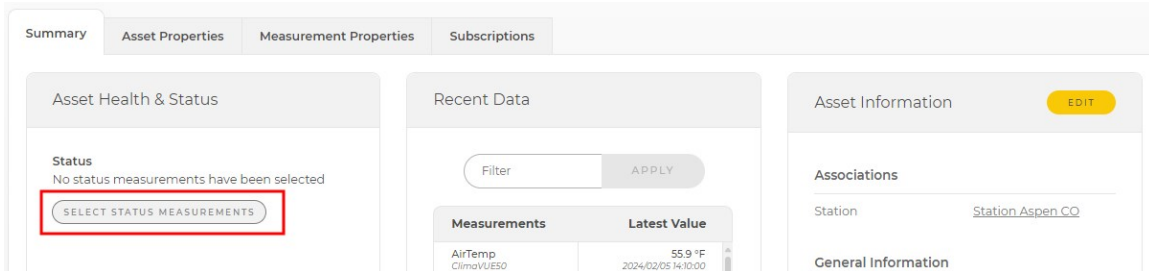 Summary
Asset Properties
Measurement Properties
Subscriptions
Asset Health & Status
Status
No status measurements have been selected
SELECT STATUS MEASUREMENTS
Recent Data
Filter
APPLY
Measurements Latest Value
AirTemp 55.9 °F
ClimaVUE50 2024/02/05 14:10:00
Asset Information
EDIT
Associations
Station Station Aspen CO
General Information